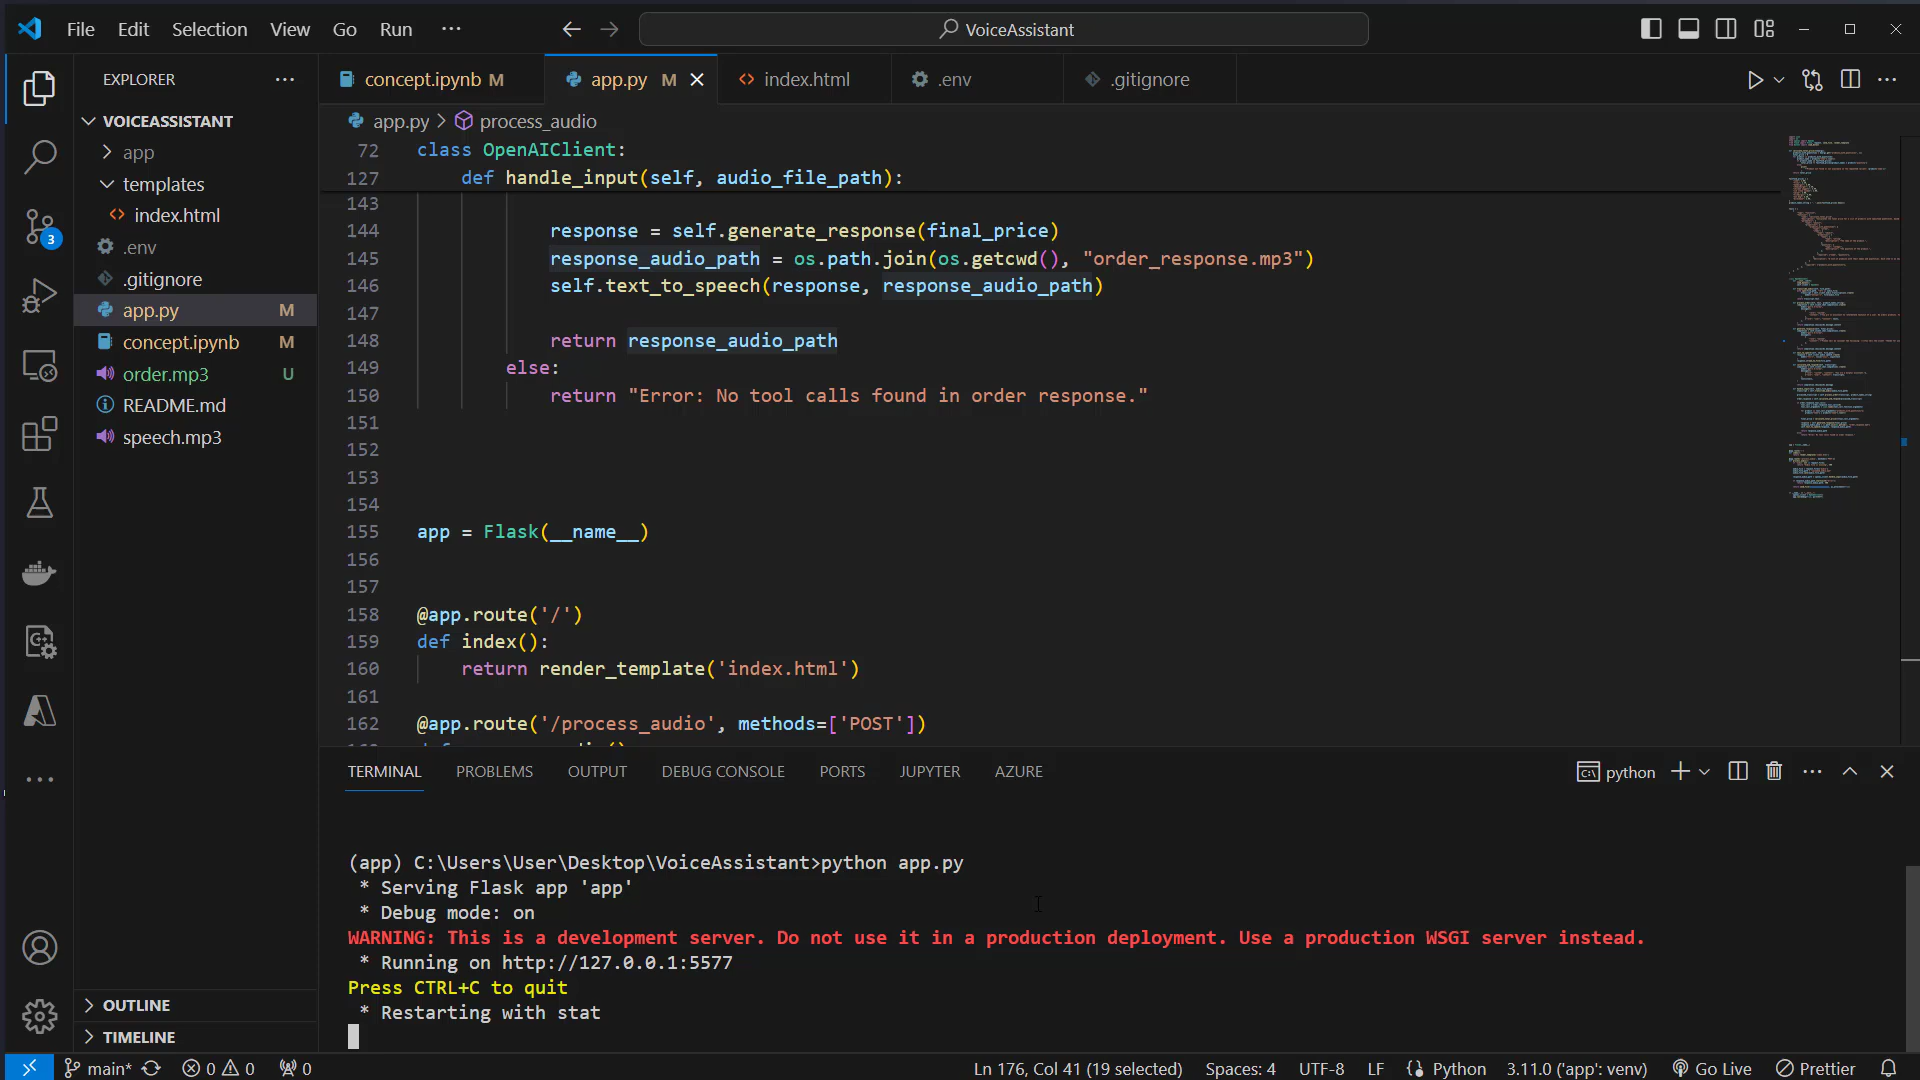 File Edit Selection View Go Run ··· VoiceAssistant
EXPLORER ···
VOICEASSISTANT
app
templates
index.html
.env
.gitignore
app.py M
concept.ipynb M
order.mp3 U
README.md
speech.mp3
OUTLINE
TIMELINE
3
concept.ipynb M app.py M index.html .env .gitignore
app.py > process_audio
72 class OpenAIClient:
127 def handle_input(self, audio_file_path):
143
144 response = self.generate_response(final_price)
145 response_audio_path = os.path.join(os.getcwd(), "order_response.mp3")
146 self.text_to_speech(response, response_audio_path)
147
148 return response_audio_path
149 else:
150 return "Error: No tool calls found in order response."
151
152
153
154
155 app = Flask(__name__)
156
157
158 @app.route('/')
159 def index():
160 return render_template('index.html')
161
162 @app.route('/process_audio', methods=['POST'])
TERMINAL PROBLEMS OUTPUT DEBUG CONSOLE PORTS JUPYTER AZURE python
(app) C:\Users\User\Desktop\VoiceAssistant>python app.py
* Serving Flask app 'app'
* Debug mode: on
WARNING: This is a development server. Do not use it in a production deployment. Use a production WSGI server instead.
* Running on http://127.0.0.1:5577
Press CTRL+C to quit
* Restarting with stat
main* 0 0 0 Ln 176, Col 41 (19 selected) Spaces: 4 UTF-8 LF Python 3.11.0 ('app': venv) Go Live Prettier